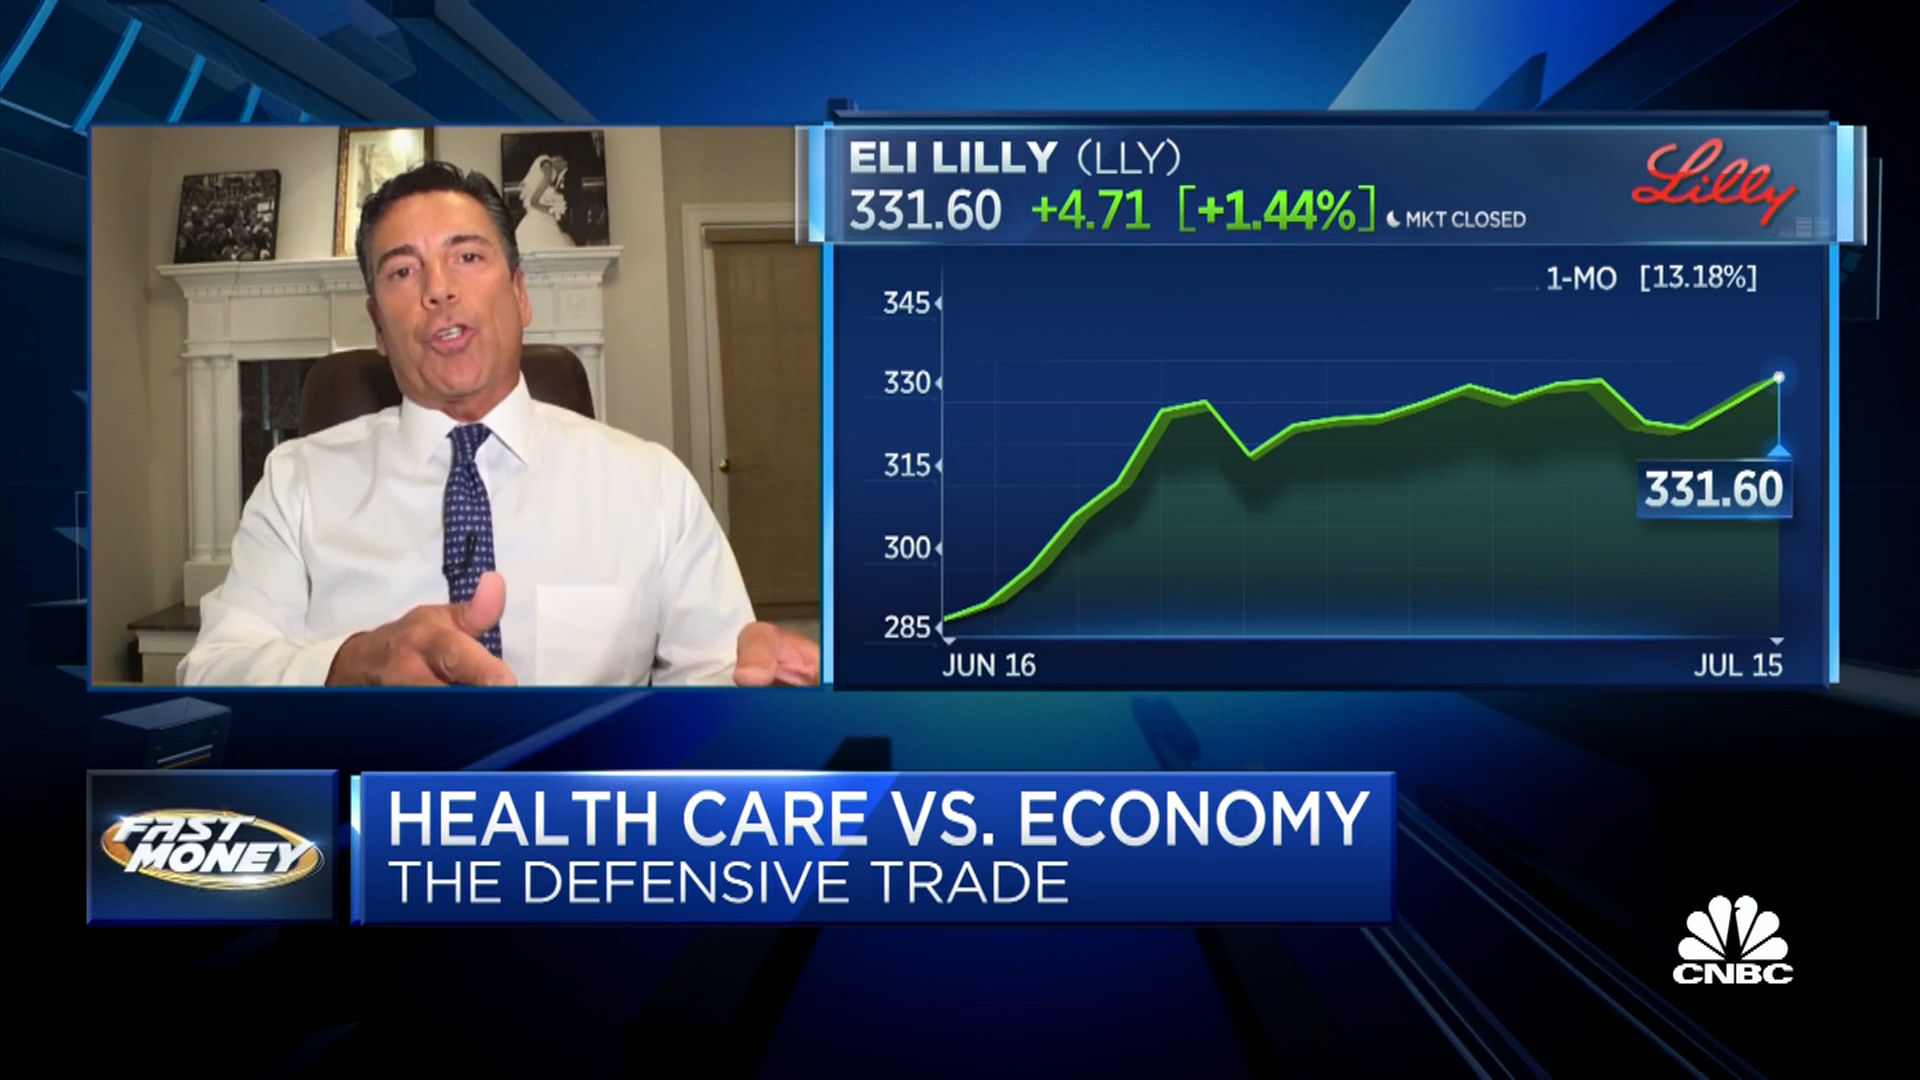 ELI LILLY (LLY)
331.60 +4.71 [+1.44%] MKT CLOSED
Lilly
1-MO [13.18%]
345
330
315
300
285
331.60
JUN 16 JUL 15
FAST MONEY
HEALTH CARE VS. ECONOMY
THE DEFENSIVE TRADE
CNBC